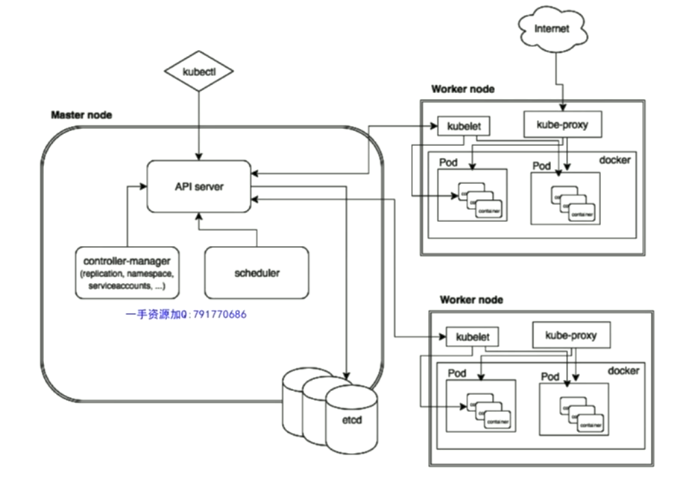 Internet
kubectl
Master node
Worker node
kubelet
kube-proxy
docker
Pod
Pod
container
container
API server
controller-manager
(replication, namespace,
serviceaccounts, ...)
scheduler
一手资源加Q:791770686
etcd
Worker node
kubelet
kube-proxy
docker
Pod
Pod
container
container